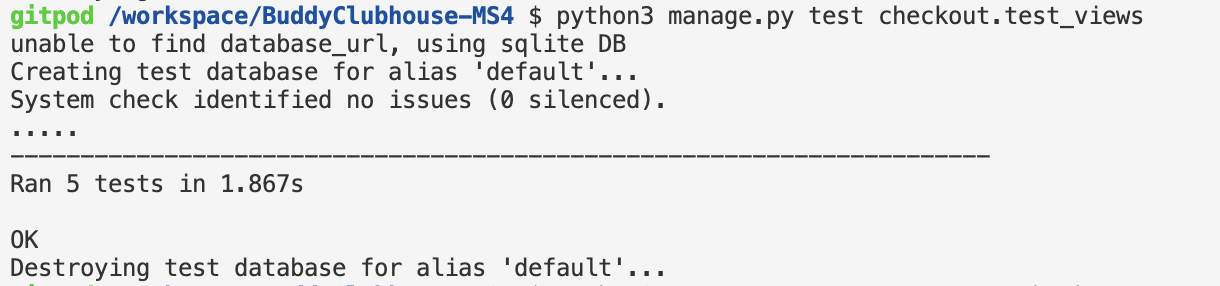 gitpod /workspace/BuddyClubhouse-MS4 $ python3 manage.py test checkout.test_views
unable to find database_url, using sqlite DB
Creating test database for alias 'default'...
System check identified no issues (0 silenced).
.....
----------------------------------------------------------------------
Ran 5 tests in 1.867s

OK
Destroying test database for alias 'default'...